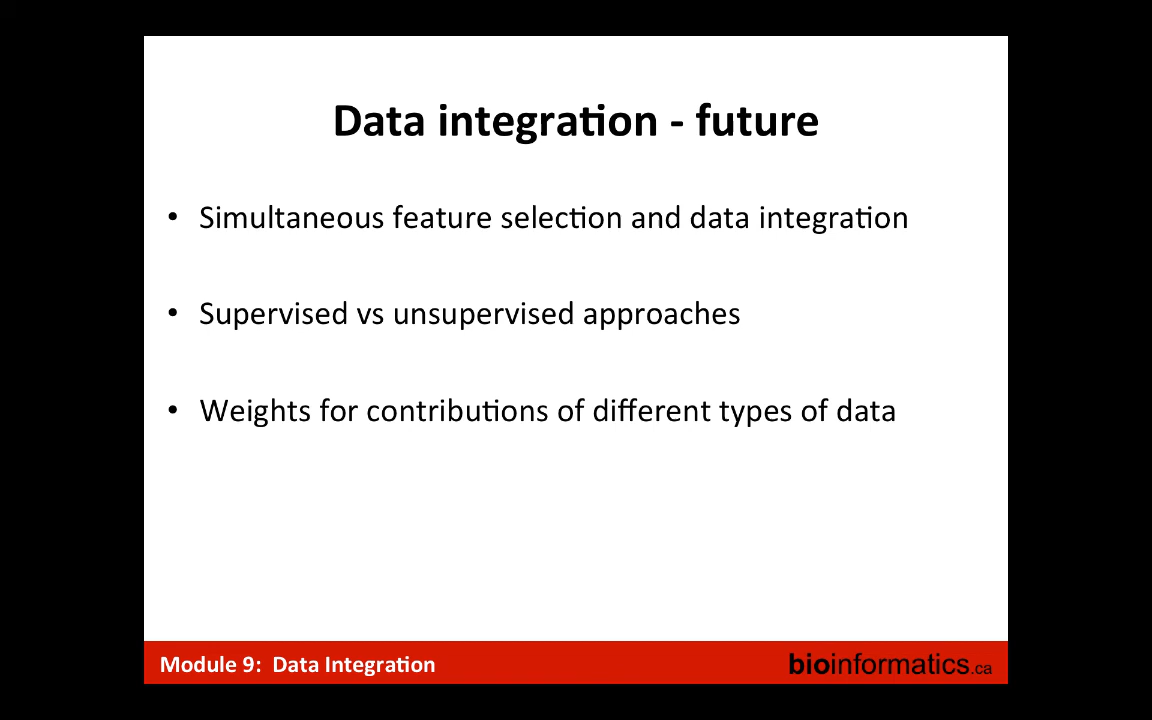 Data integration - future
• Simultaneous feature selection and data integration
• Supervised vs unsupervised approaches
• Weights for contributions of different types of data
Module 9: Data Integration
bioinformatics.ca